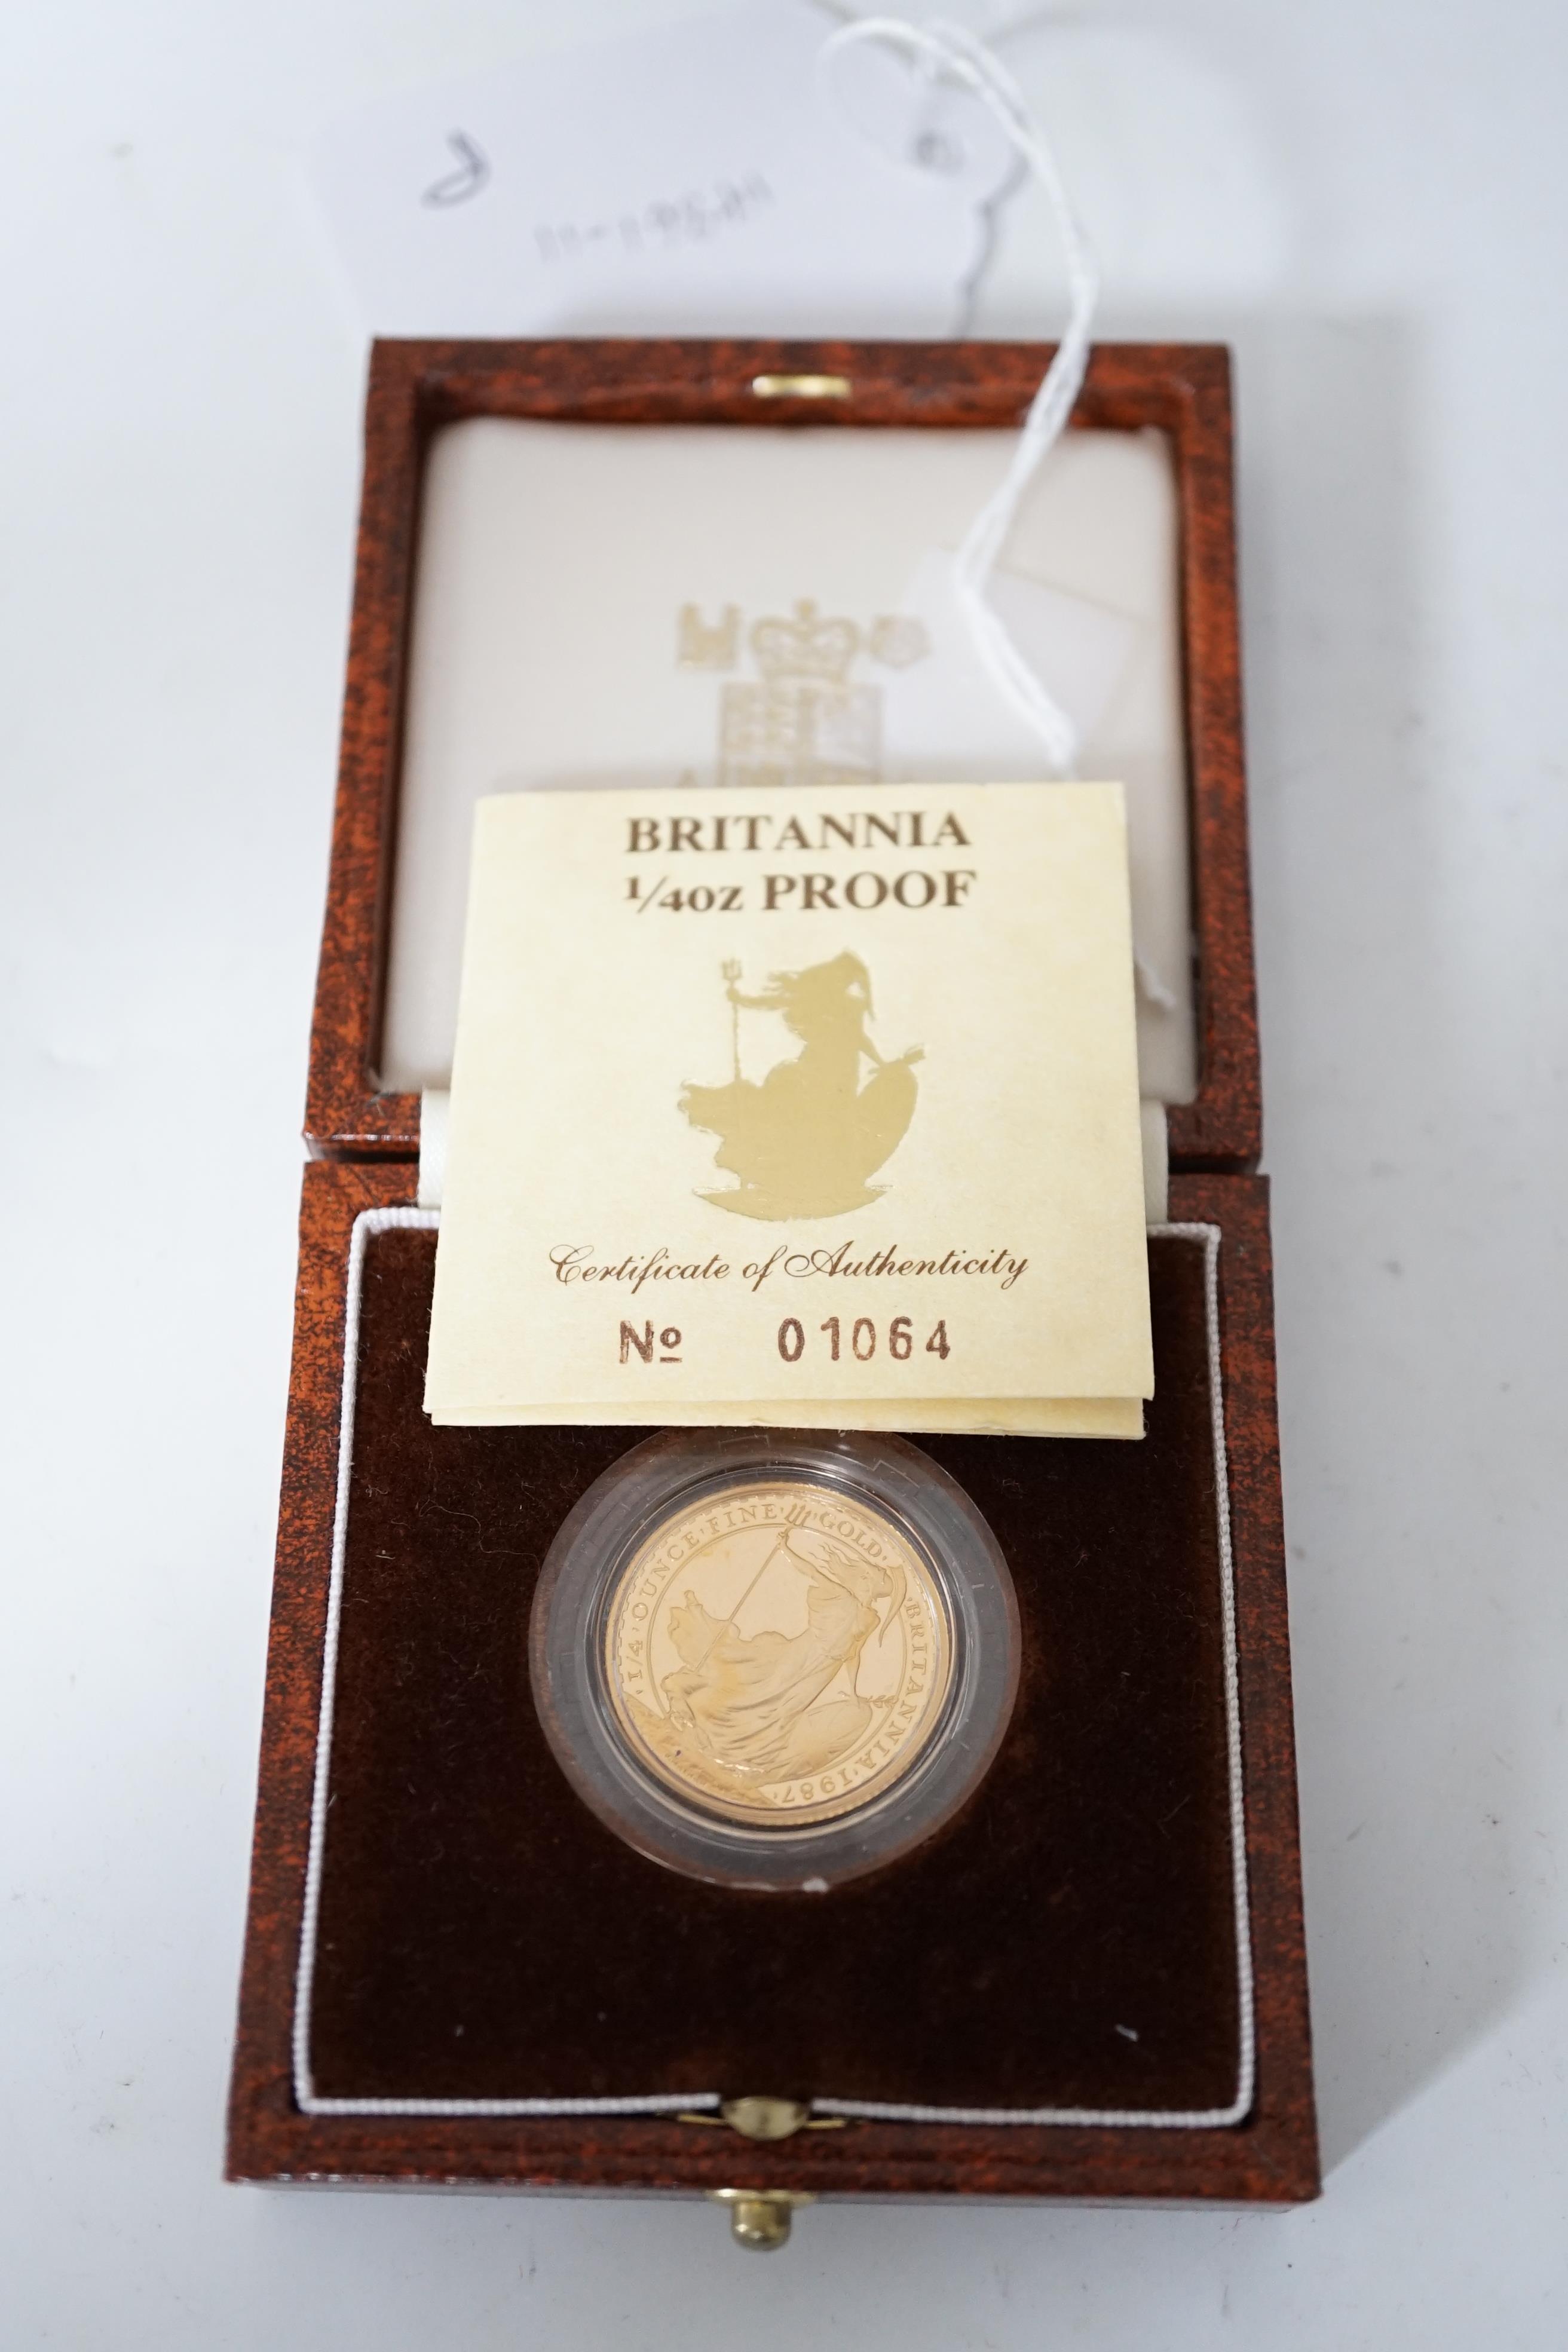 BRITANNIA
1/4oz PROOF
Certificate of Authenticity
Nº 01064
1/4·OUNCE·FINE·GOLD·BRITANNIA·1987·